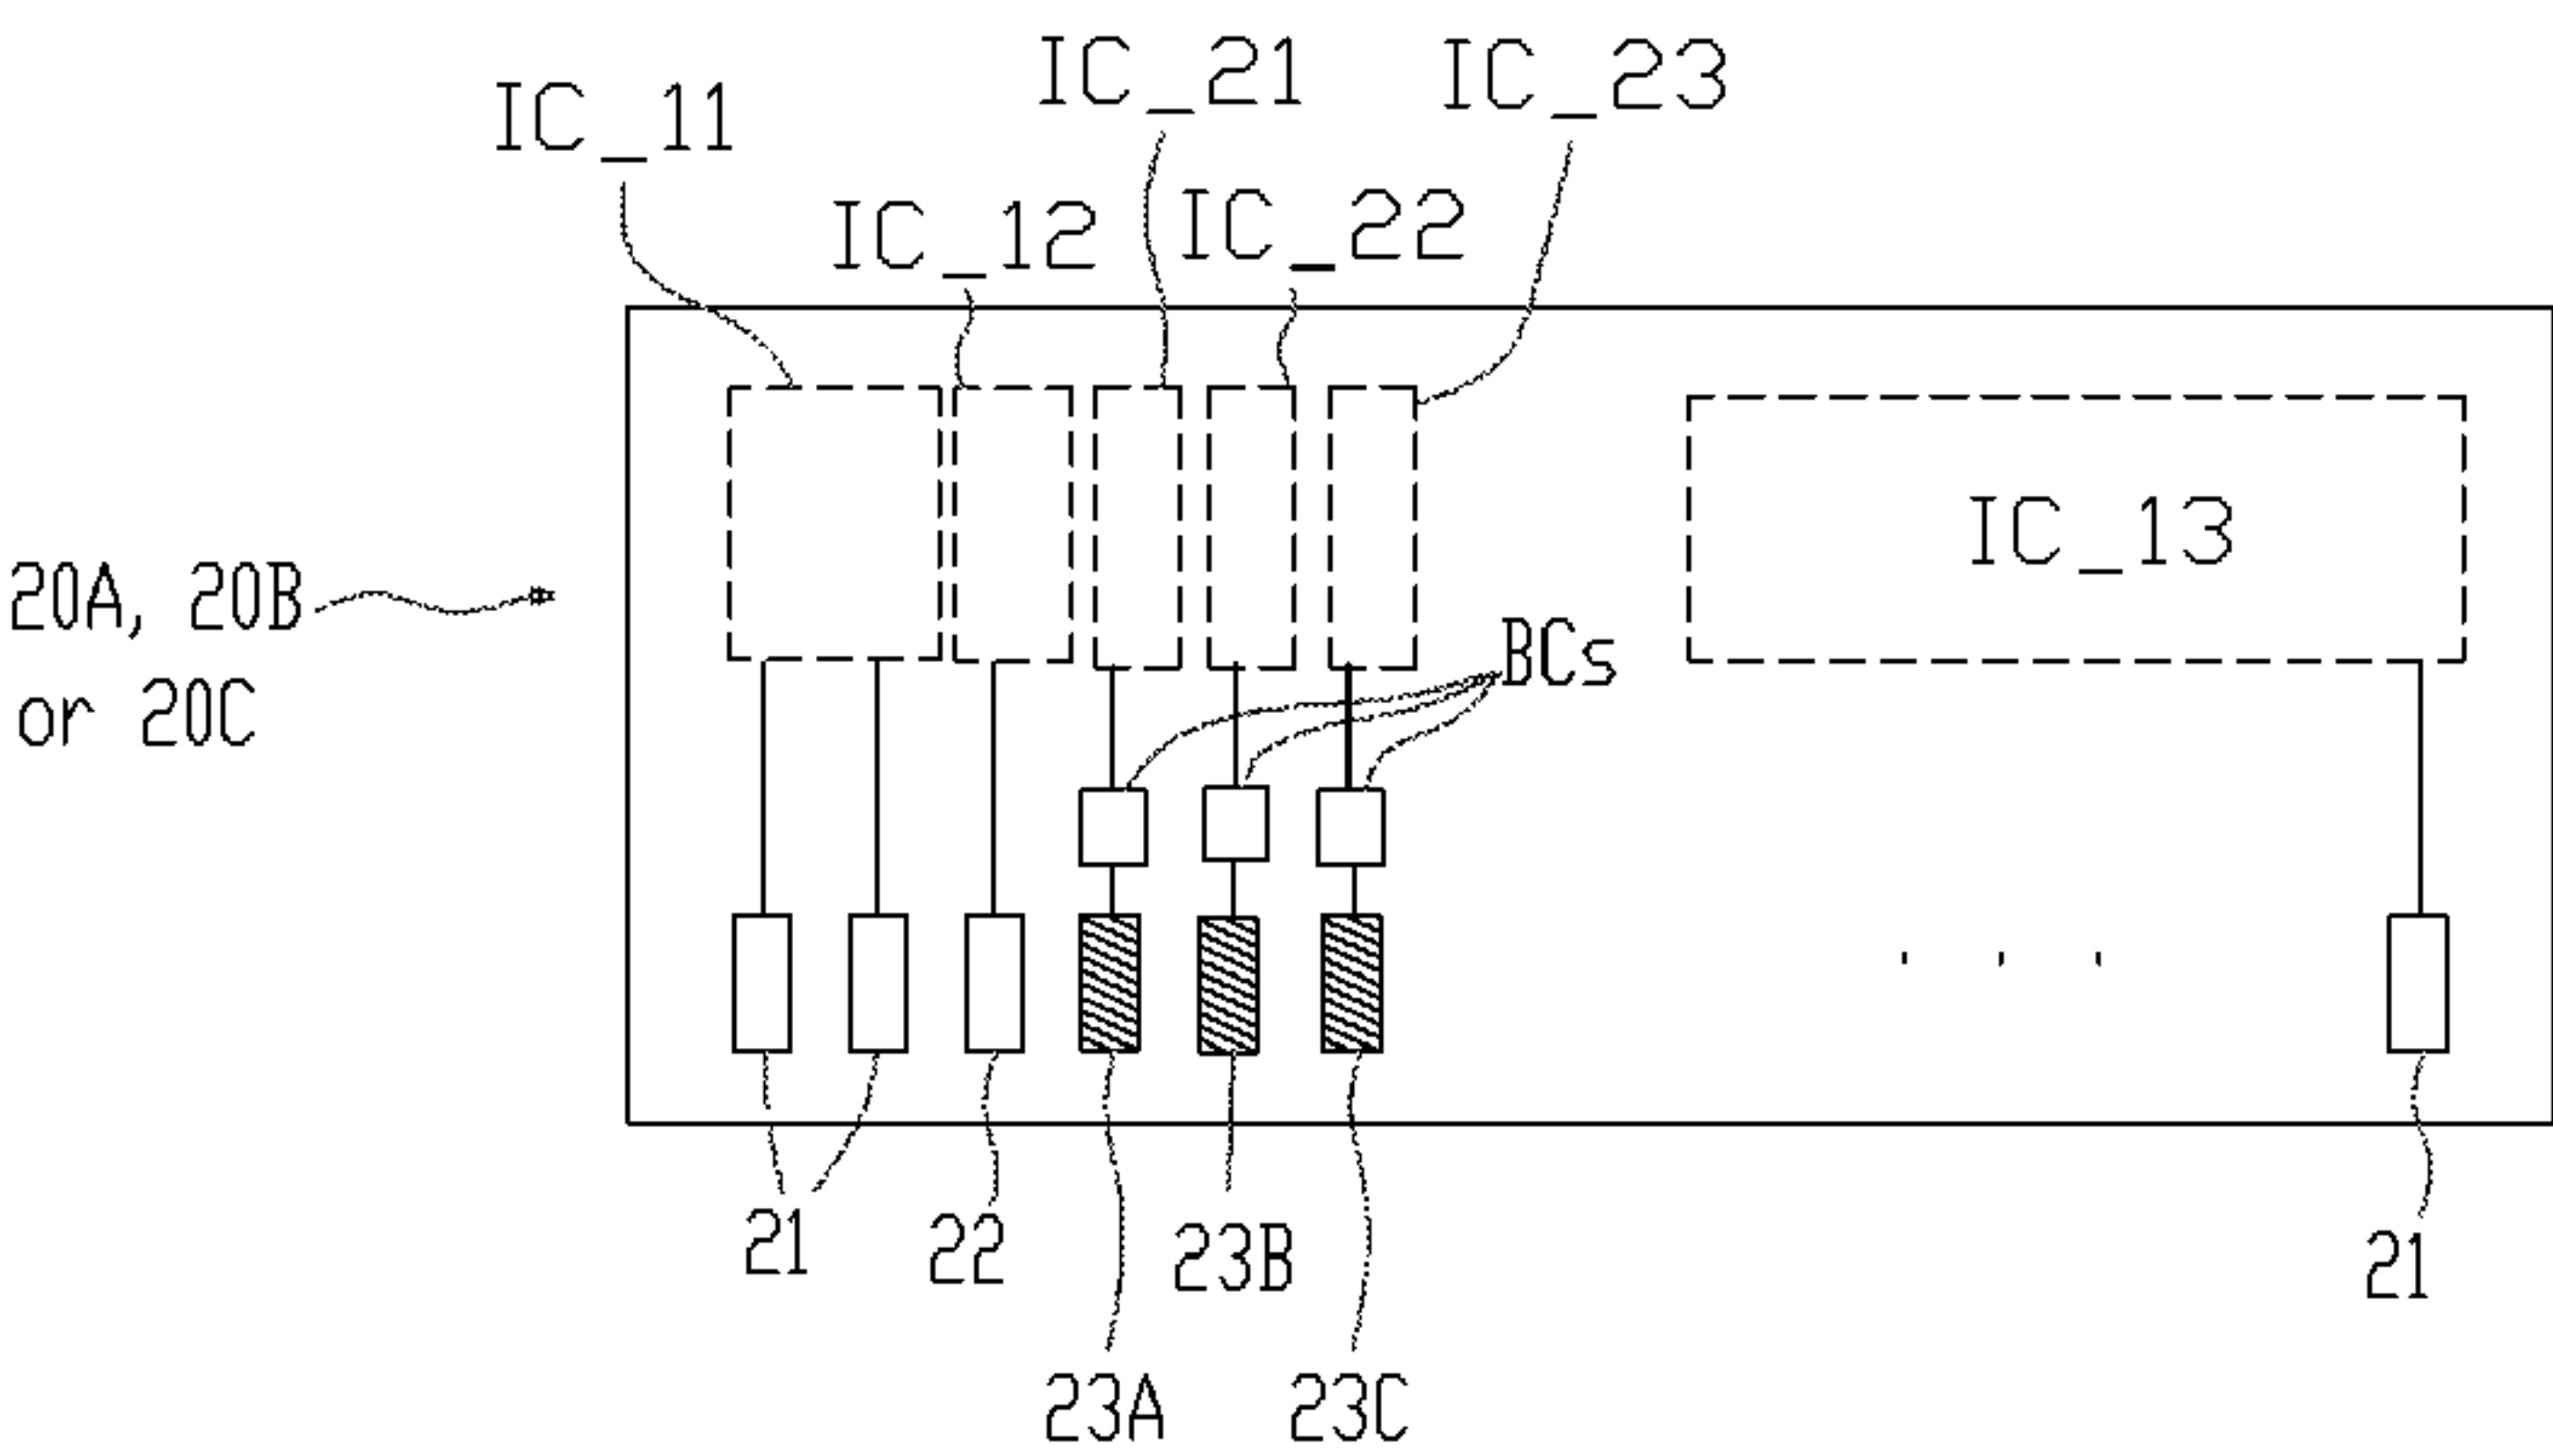 IC_21
IC_23
IC_11
IC_22
IC_12
IC_13
20A, 20B
or 20C
BCs
21
22
23B
21
23A
23C